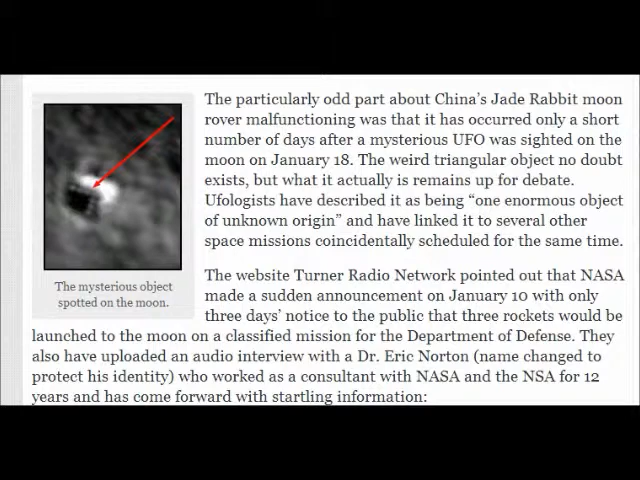 The particularly odd part about China's Jade Rabbit moon
rover malfunctioning was that it has occurred only a short
number of days after a mysterious UFO was sighted on the
moon on January 18. The weird triangular object no doubt
exists, but what it actually is remains up for debate.
Ufologists have described it as being “one enormous object
of unknown origin” and have linked it to several other
space missions coincidentally scheduled for the same time.
The mysterious object
spotted on the moon.
The website Turner Radio Network pointed out that NASA
made a sudden announcement on January 10 with only
three days' notice to the public that three rockets would be
launched to the moon on a classified mission for the Department of Defense. They
also have uploaded an audio interview with a Dr. Eric Norton (name changed to
protect his identity) who worked as a consultant with NASA and the NSA for 12
years and has come forward with startling information: